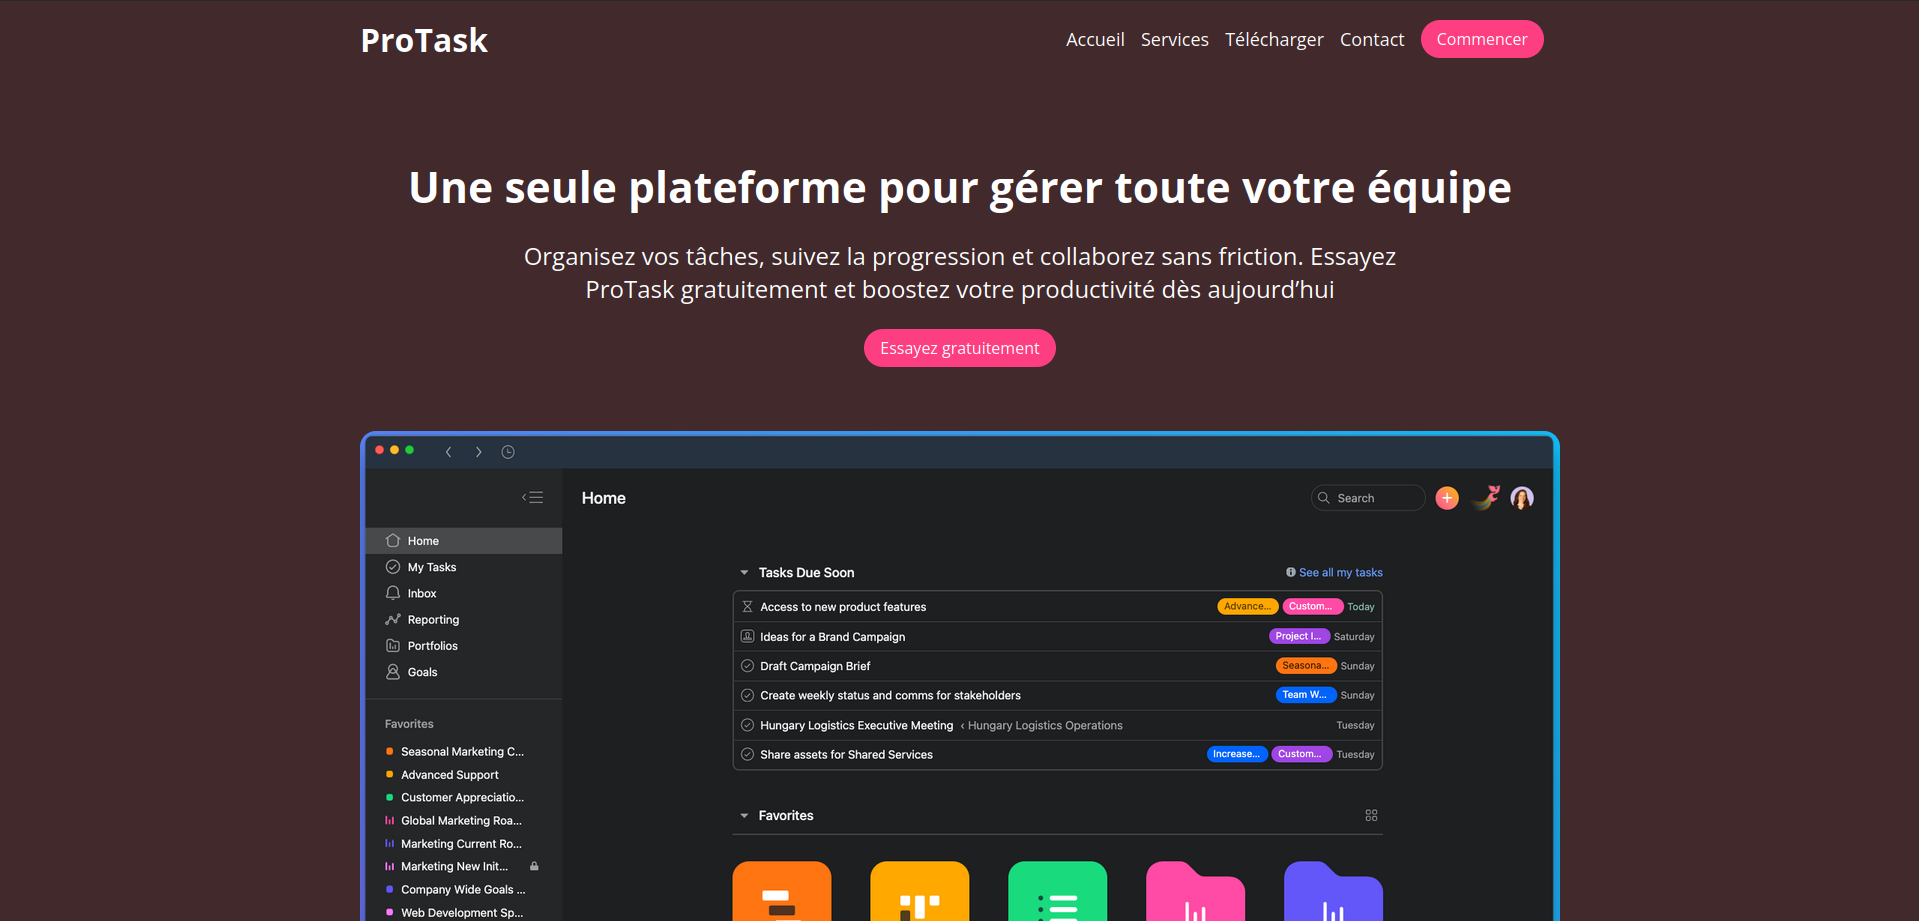 ProTask
Accueil Services Télécharger Contact Commencer
Une seule plateforme pour gérer toute votre équipe
Organisez vos tâches, suivez la progression et collaborez sans friction. Essayez
ProTask gratuitement et boostez votre productivité dès aujourd’hui
Essayez gratuitement
Home
Search
Home
My Tasks
Inbox
Reporting
Portfolios
Goals
Favorites
Seasonal Marketing C...
Advanced Support
Customer Appreciatio...
Global Marketing Roa...
Marketing Current Ro...
Marketing New Init...
Company Wide Goals ...
Web Development Sp...
Tasks Due Soon
See all my tasks
Access to new product features Advance... Custom... Today
Ideas for a Brand Campaign Project I... Saturday
Draft Campaign Brief Seasona... Sunday
Create weekly status and comms for stakeholders Team W... Sunday
Hungary Logistics Executive Meeting ‹ Hungary Logistics Operations Tuesday
Share assets for Shared Services Increase... Custom... Tuesday
Favorites